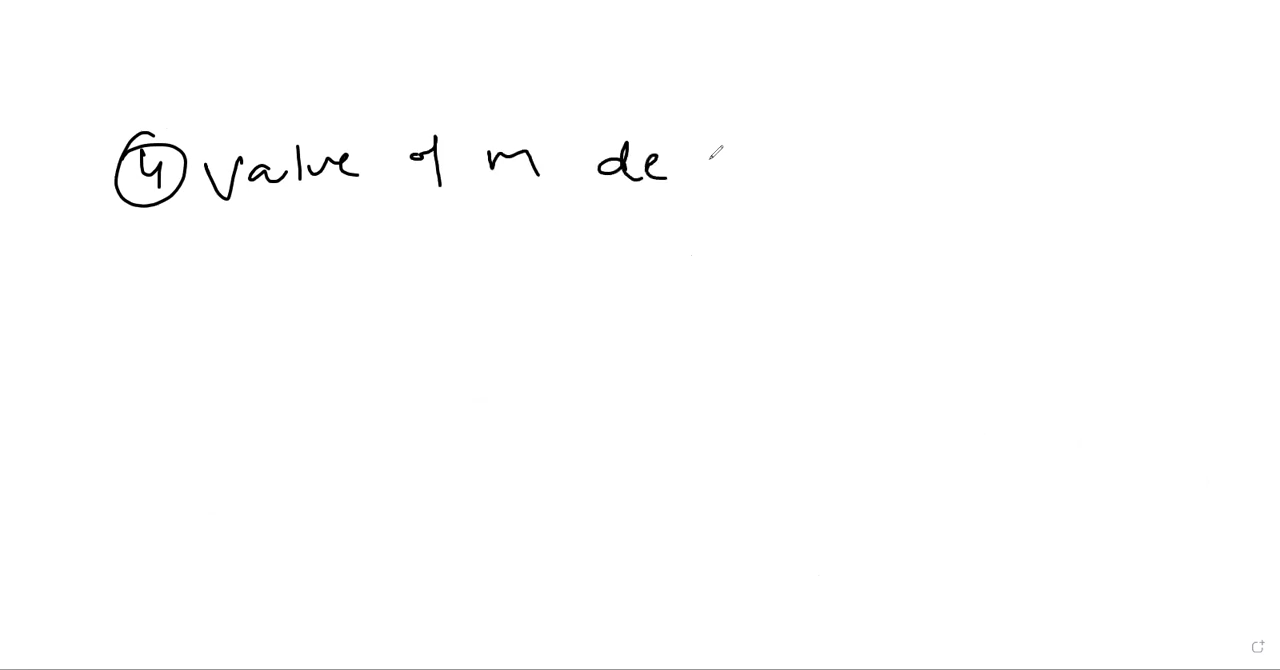 ④ value of m de